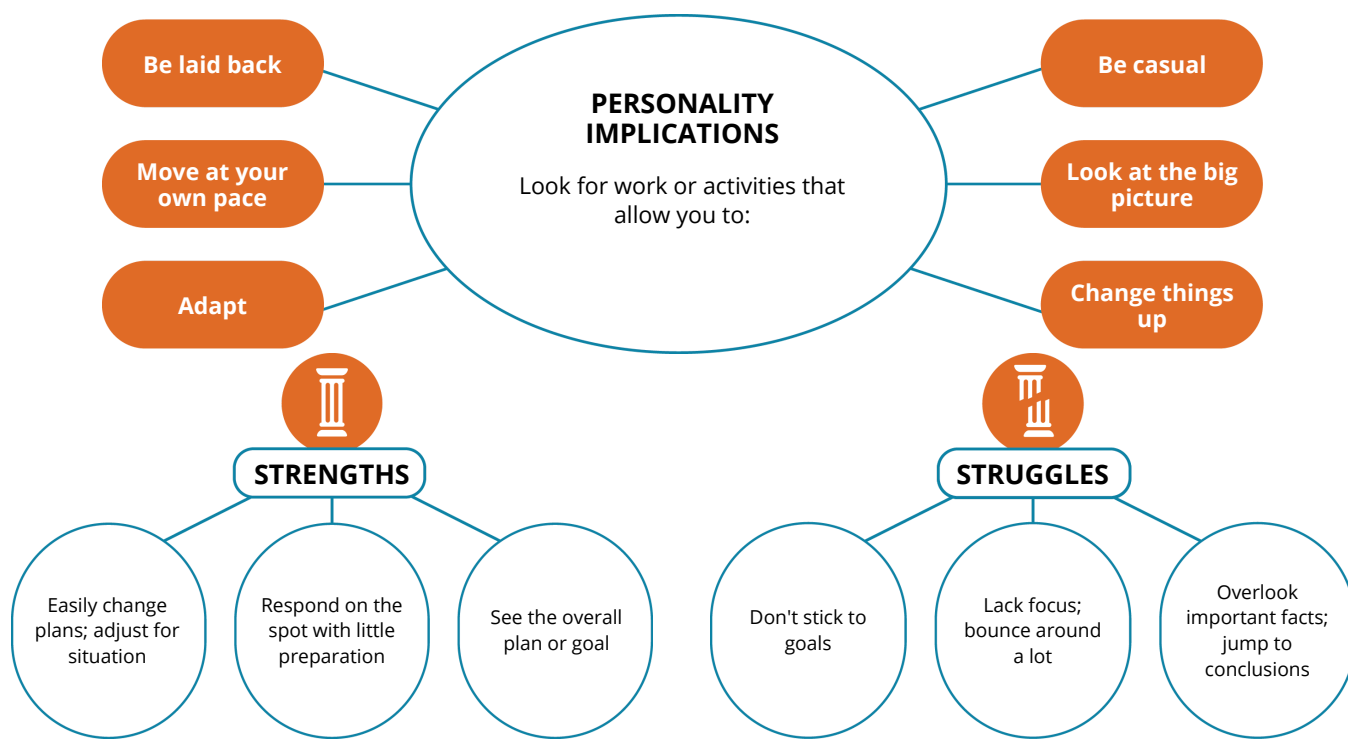 Be laid back
Move at your
own pace
Adapt
PERSONALITY
IMPLICATIONS
Look for work or activities that
allow you to:
Be casual
Look at the big
picture
Change things
up
STRENGTHS
Easily change
plans; adjust for
situation
Respond on the
spot with little
preparation
See the overall
plan or goal
STRUGGLES
Don't stick to
goals
Lack focus;
bounce around
a lot
Overlook
important facts;
jump to
conclusions